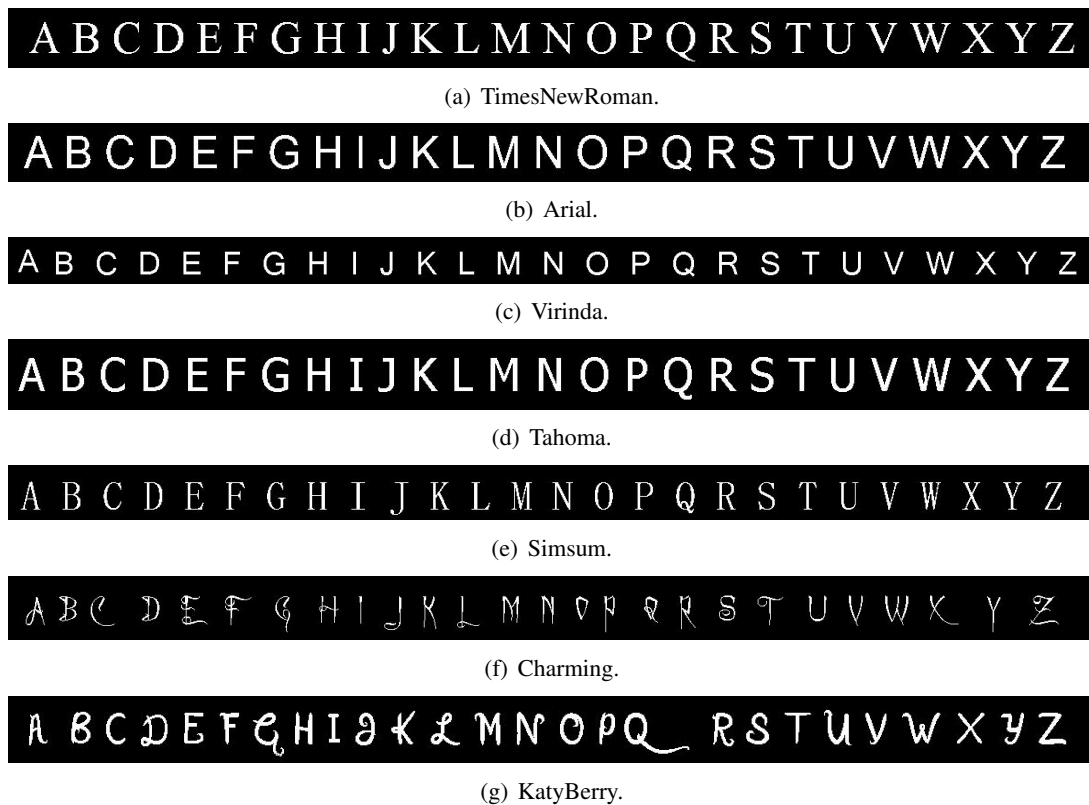 A B C D E F G H I J K L M N O P Q R S T U V W X Y Z
(a) TimesNewRoman.
A B C D E F G H I J K L M N O P Q R S T U V W X Y Z
(b) Arial.
A B C D E F G H I J K L M N O P Q R S T U V W X Y Z
(c) Virinda.
A B C D E F G H I J K L M N O P Q R S T U V W X Y Z
(d) Tahoma.
A B C D E F G H I J K L M N O P Q R S T U V W X Y Z
(e) Simsum.
A B C D E F G H I J K L M N O P Q R S T U V W X Y Z
(f) Charming.
A B C D E F G H I J K L M N O P Q R S T U V W X Y Z
(g) KatyBerry.